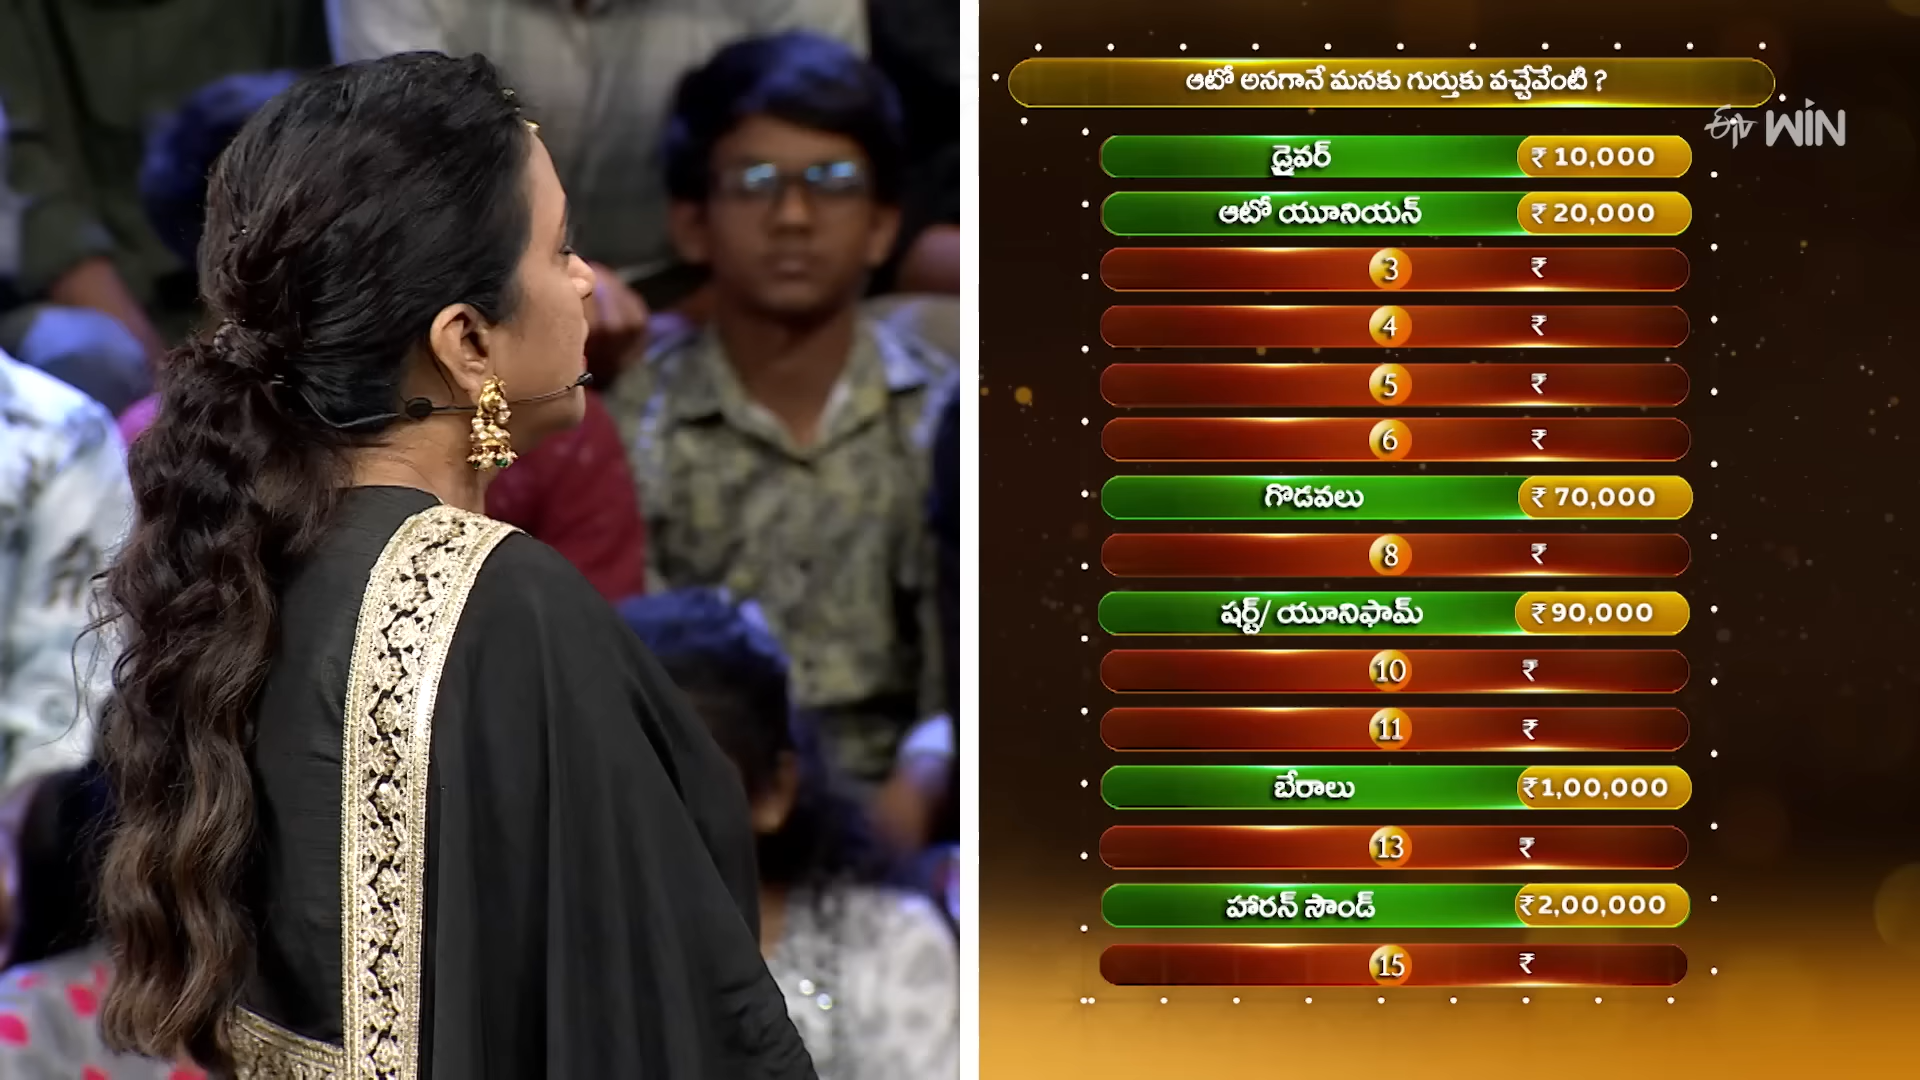 ఆటో అనగానే మనకు గుర్తుకు వచ్చేవేంటి ?
ఈటీవీ WIN
డ్రైవర్ ₹ 10,000
ఆటో యూనియన్ ₹ 20,000
3 ₹
4 ₹
5 ₹
6 ₹
గొడవలు ₹ 70,000
8 ₹
షర్ట్/ యూనిఫామ్ ₹ 90,000
10 ₹
11 ₹
బేరాలు ₹1,00,000
13 ₹
హారన్ సౌండ్ ₹2,00,000
15 ₹